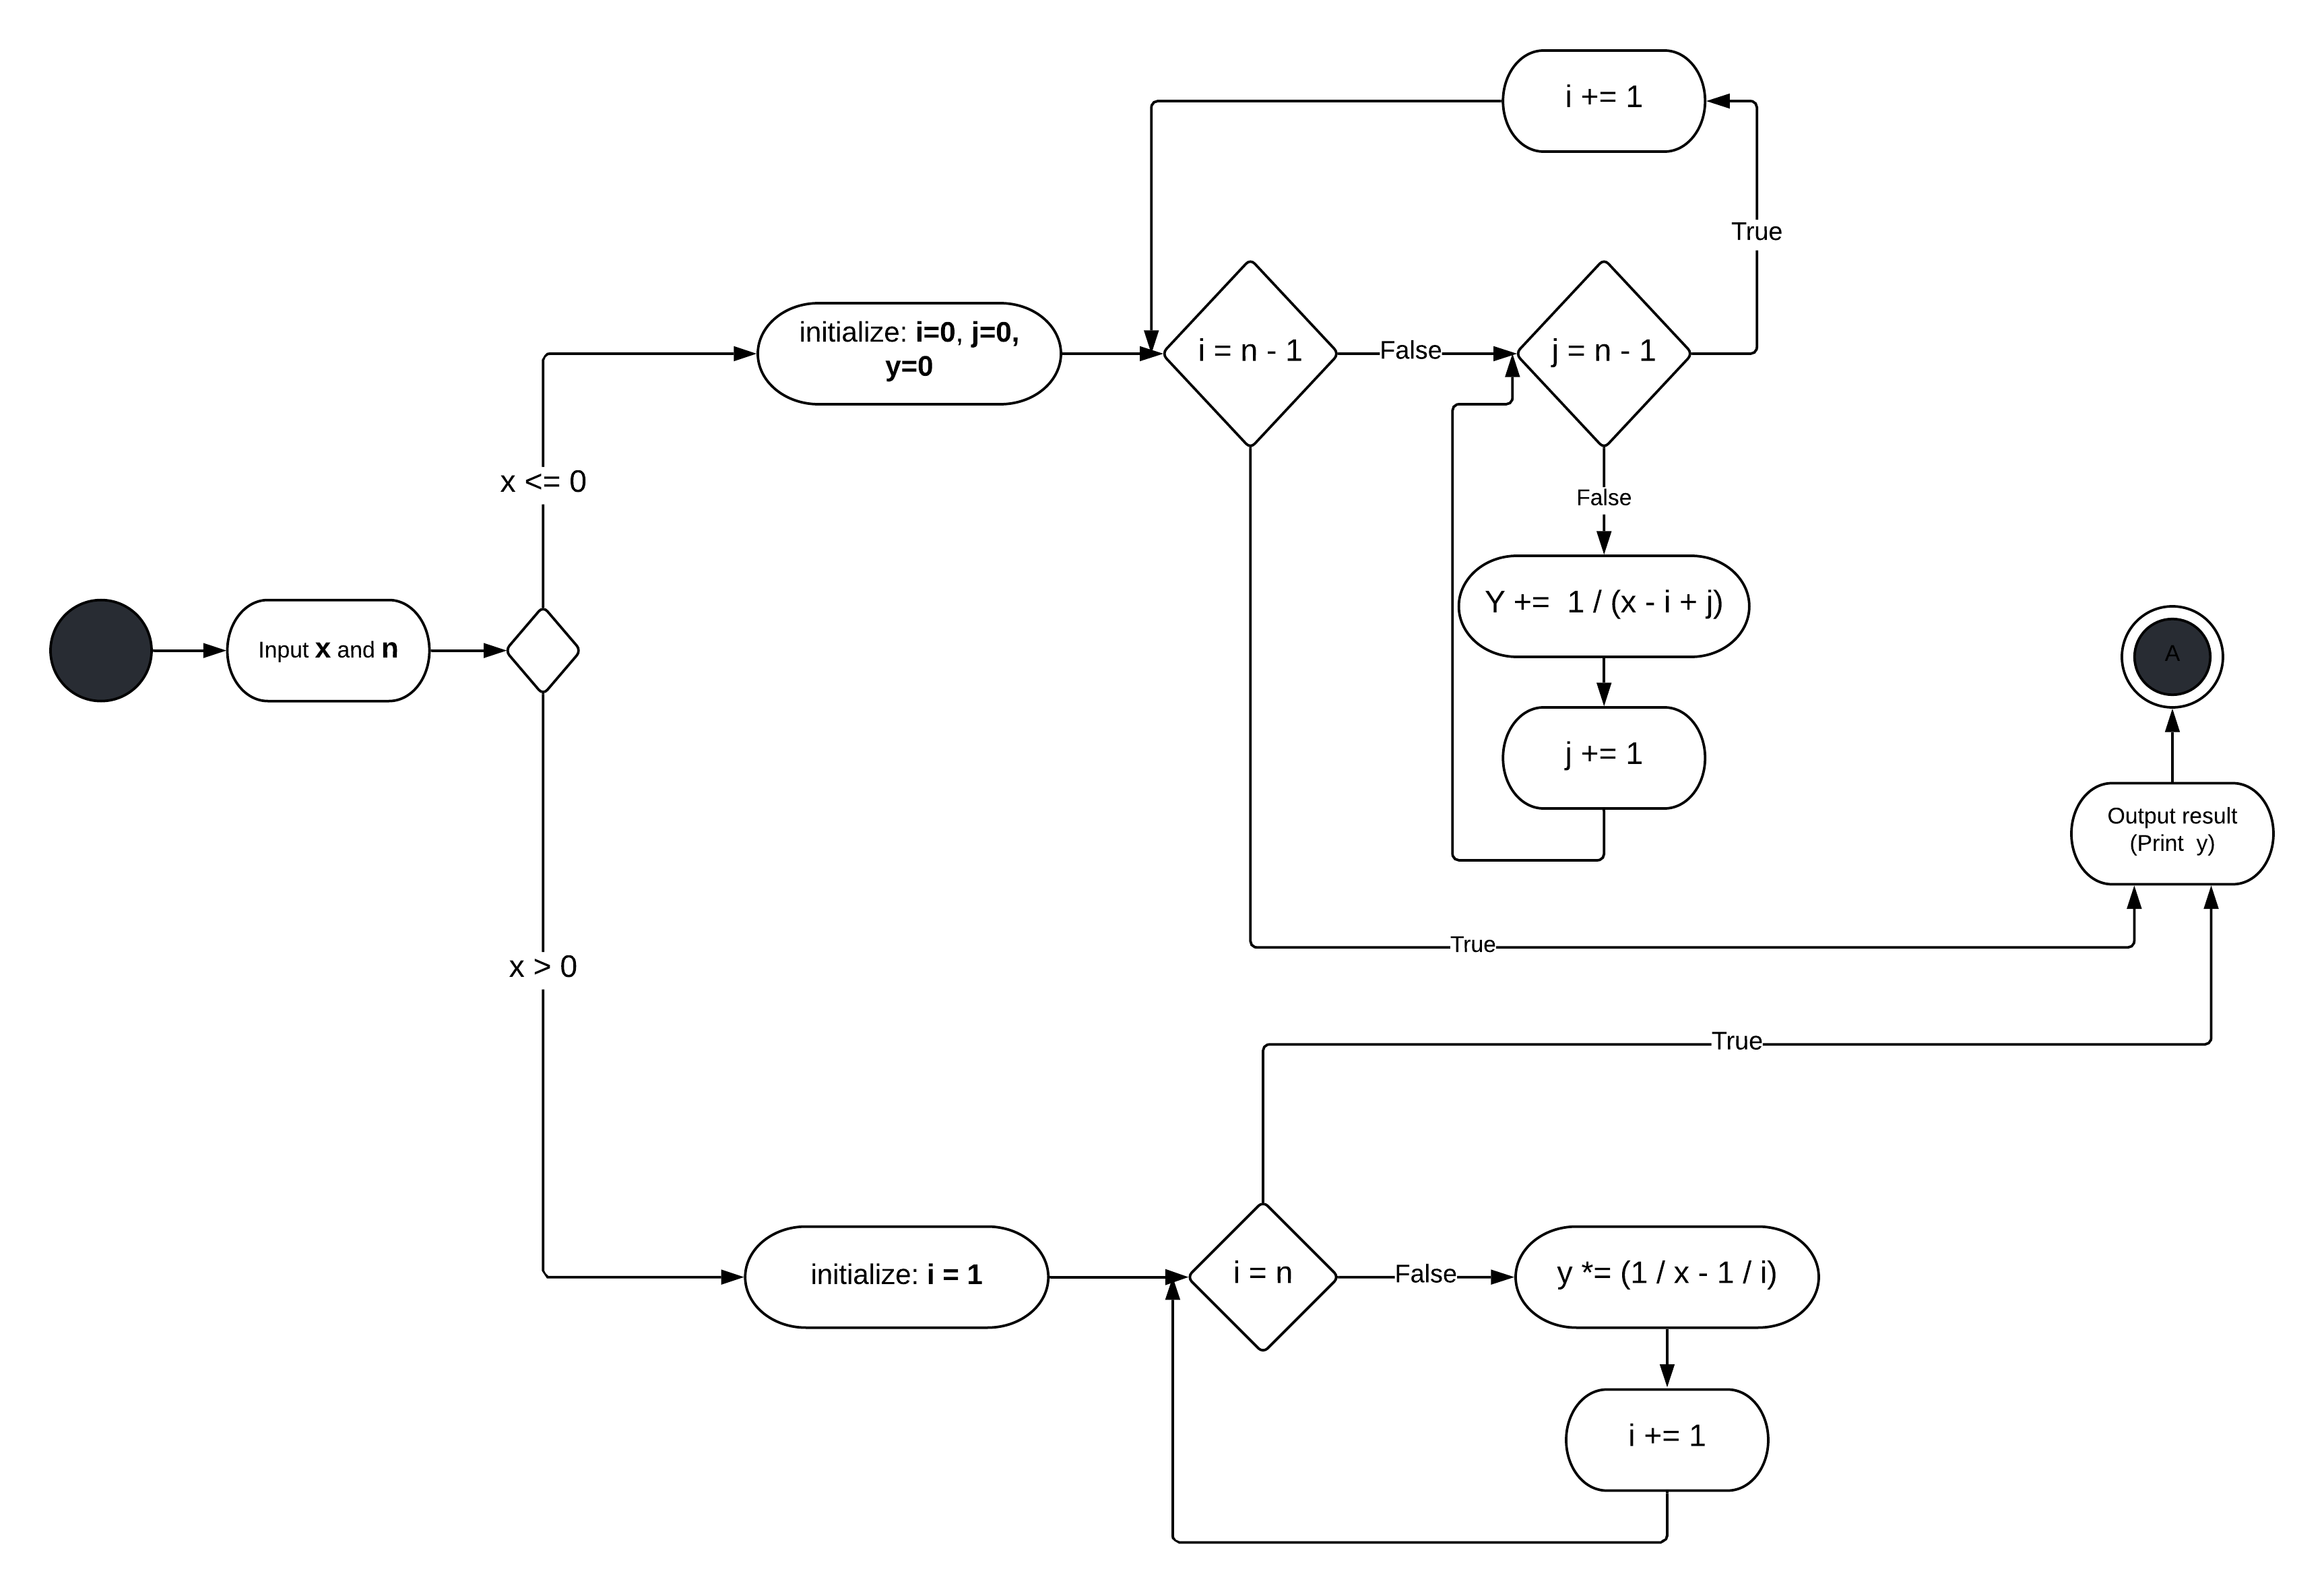 i += 1
True
initialize: i=0, j=0,
y=0
i = n - 1
False
j = n - 1
x <= 0
False
Y +=  1 / (x - i + j)
Input x and n
A
j += 1
Output result
(Print  y)
True
x > 0
True
initialize: i = 1
i = n
False
y *= (1 / x - 1 / i)
i += 1